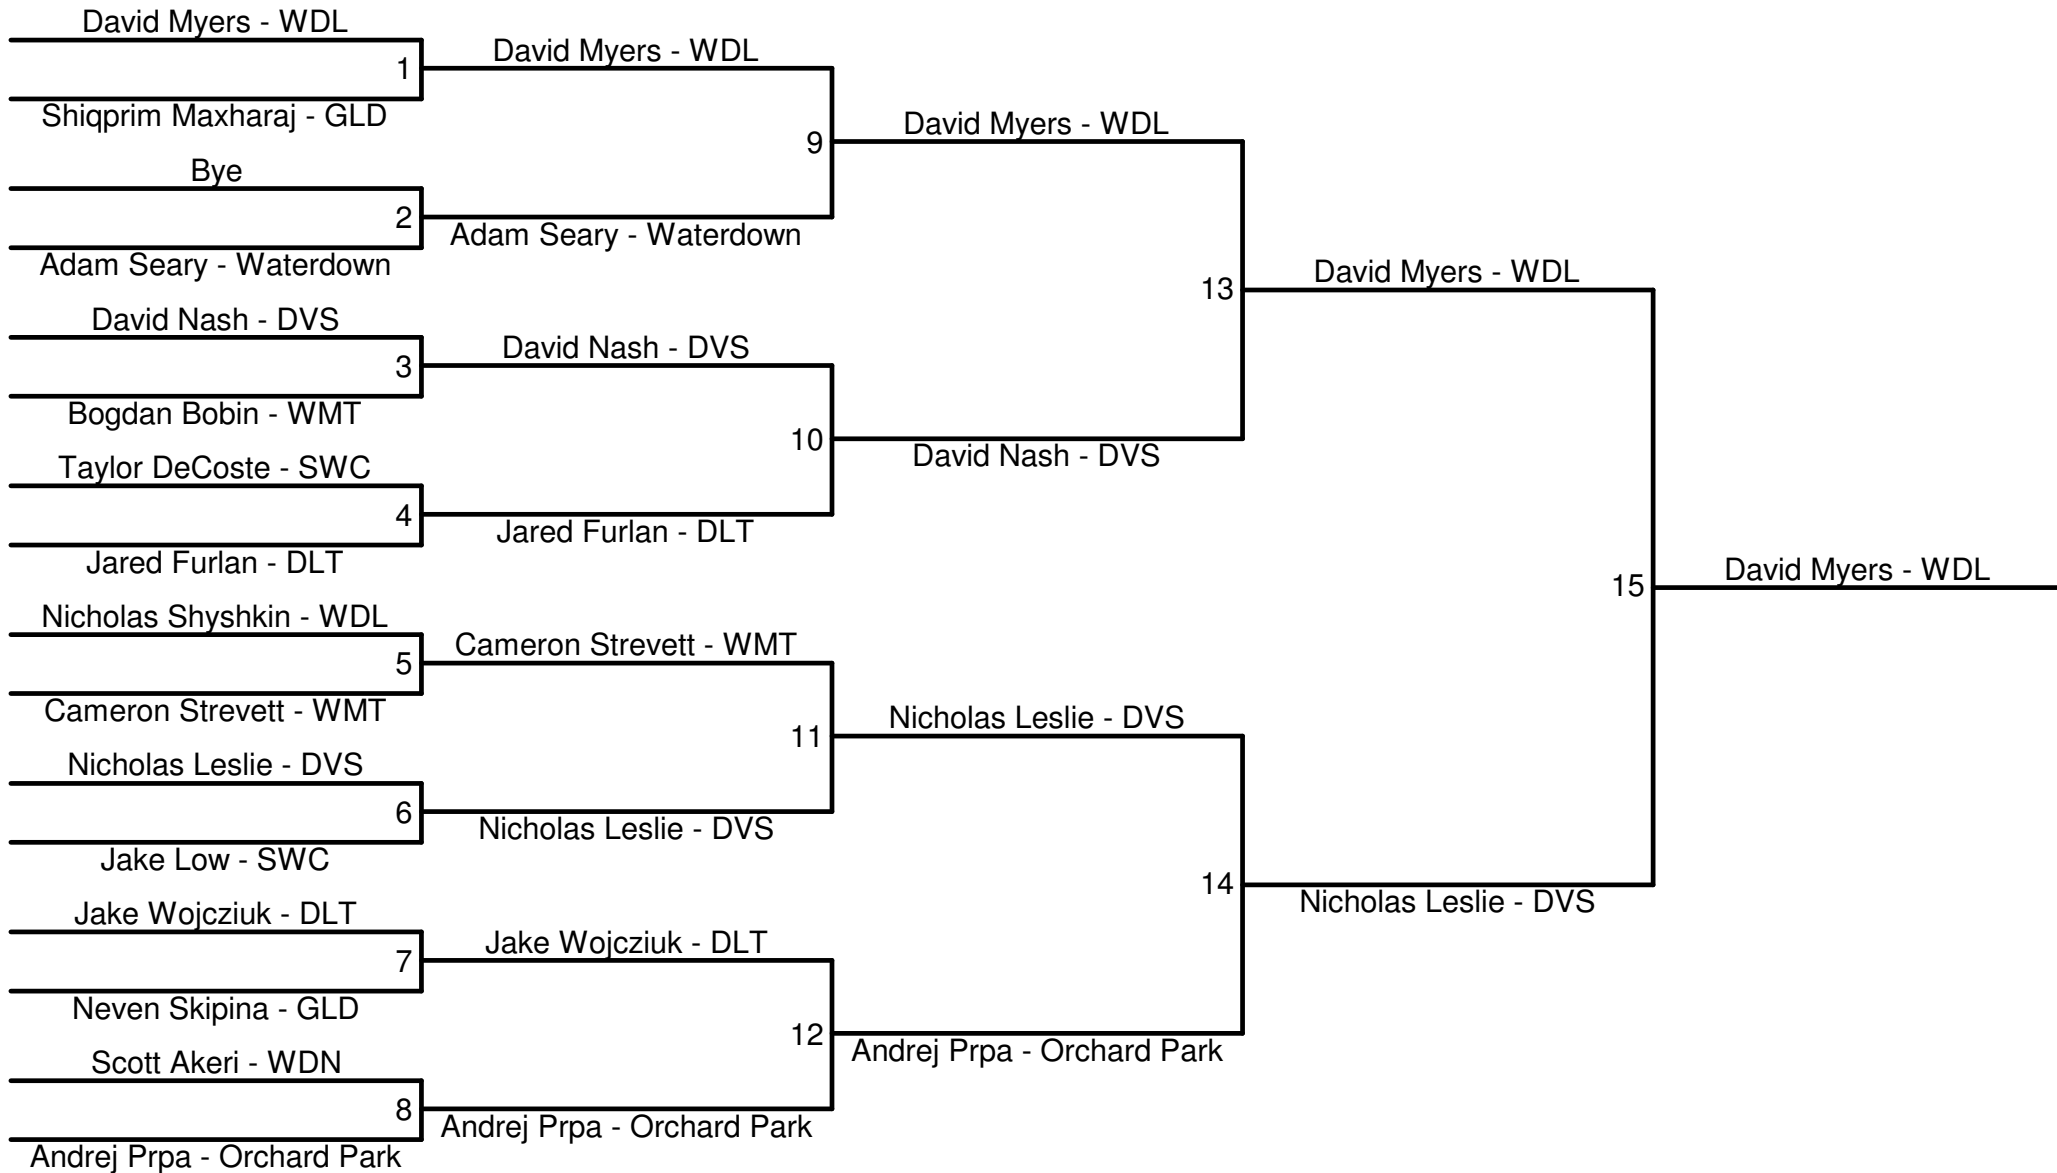 David Myers - WDL
1
Shiqprim Maxharaj - GLD
Bye
2
Adam Seary - Waterdown
David Nash - DVS
3
Bogdan Bobin - WMT
Taylor DeCoste - SWC
4
Jared Furlan - DLT
Nicholas Shyshkin - WDL
5
Cameron Strevett - WMT
Nicholas Leslie - DVS
6
Jake Low - SWC
Jake Wojcziuk - DLT
7
Neven Skipina - GLD
Scott Akeri - WDN
8
Andrej Prpa - Orchard Park
David Myers - WDL
9
Adam Seary - Waterdown
David Nash - DVS
10
Jared Furlan - DLT
Cameron Strevett - WMT
11
Nicholas Leslie - DVS
Jake Wojcziuk - DLT
12
Andrej Prpa - Orchard Park
David Myers - WDL
13
David Nash - DVS
Nicholas Leslie - DVS
14
Andrej Prpa - Orchard Park
David Myers - WDL
15
Nicholas Leslie - DVS
David Myers - WDL